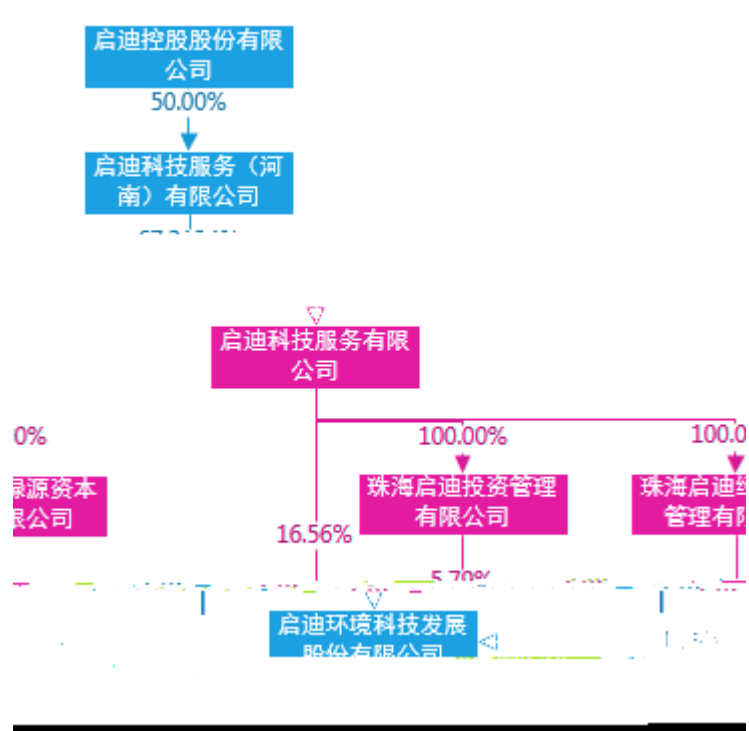 启迪控股股份有限
公司
50.00%
启迪科技服务（河
南）有限公司
启迪科技服务有限
公司
0%
100.00%
100.0
源资本
公司
珠海启迪投资管理
有限公司
珠海启迪
管理有
16.56%
5.79%
启迪环境科技发展
股份有限公司